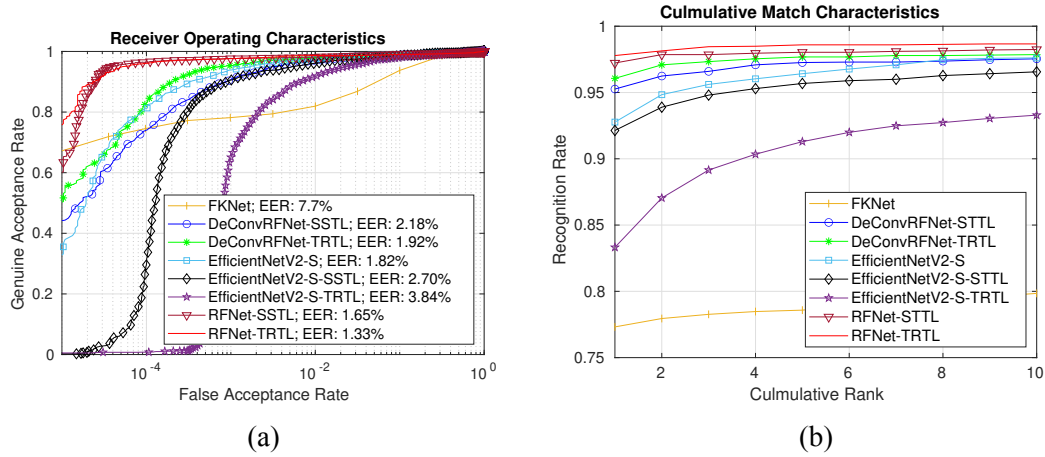 Receiver Operating Characteristics
1
0.8
0.6
0.4
0.2
0
Genuine Acceptance Rate
FKNet; EER: 7.7%
DeConvRFNet-SSTL; EER: 2.18%
DeConvRFNet-TRTL; EER: 1.92%
EfficientNetV2-S; EER: 1.82%
EfficientNetV2-S-SSTL; EER: 2.70%
EfficientNetV2-S-TRTL; EER: 3.84%
RFNet-SSTL; EER: 1.65%
RFNet-TRTL; EER: 1.33%
10^-4
10^-2
10^0
False Acceptance Rate
(a)
Culmulative Match Characteristics
1
0.95
0.9
0.85
0.8
0.75
Recognition Rate
FKNet
DeConvRFNet-STTL
DeConvRFNet-TRTL
EfficientNetV2-S
EfficientNetV2-S-STTL
EfficientNetV2-S-TRTL
RFNet-STTL
RFNet-TRTL
2 4 6 8 10
Culmulative Rank
(b)